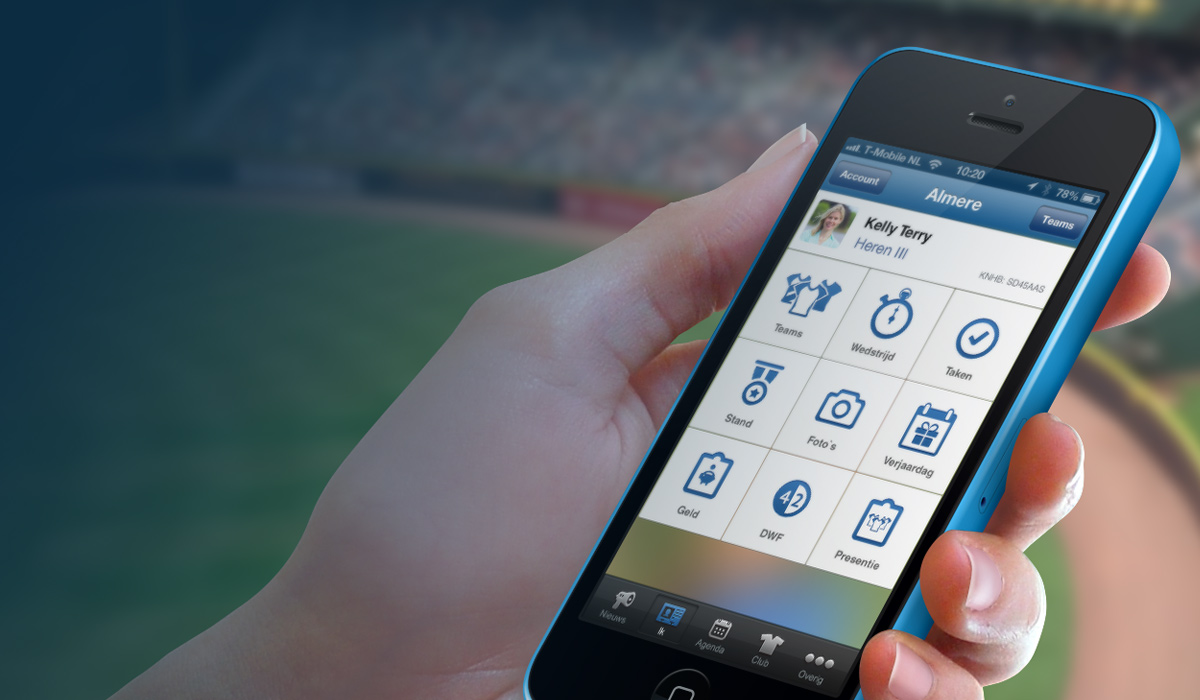 T-Mobile NL 10:20 78%
Account Almere Teams
Kelly Terry
Heren III
KNHB: SD45AAS
Teams Wedstrijd Taken
Stand Foto's Verjaardag
Geld 42 DWF Presentie
Nieuws Ik Agenda Club Overig